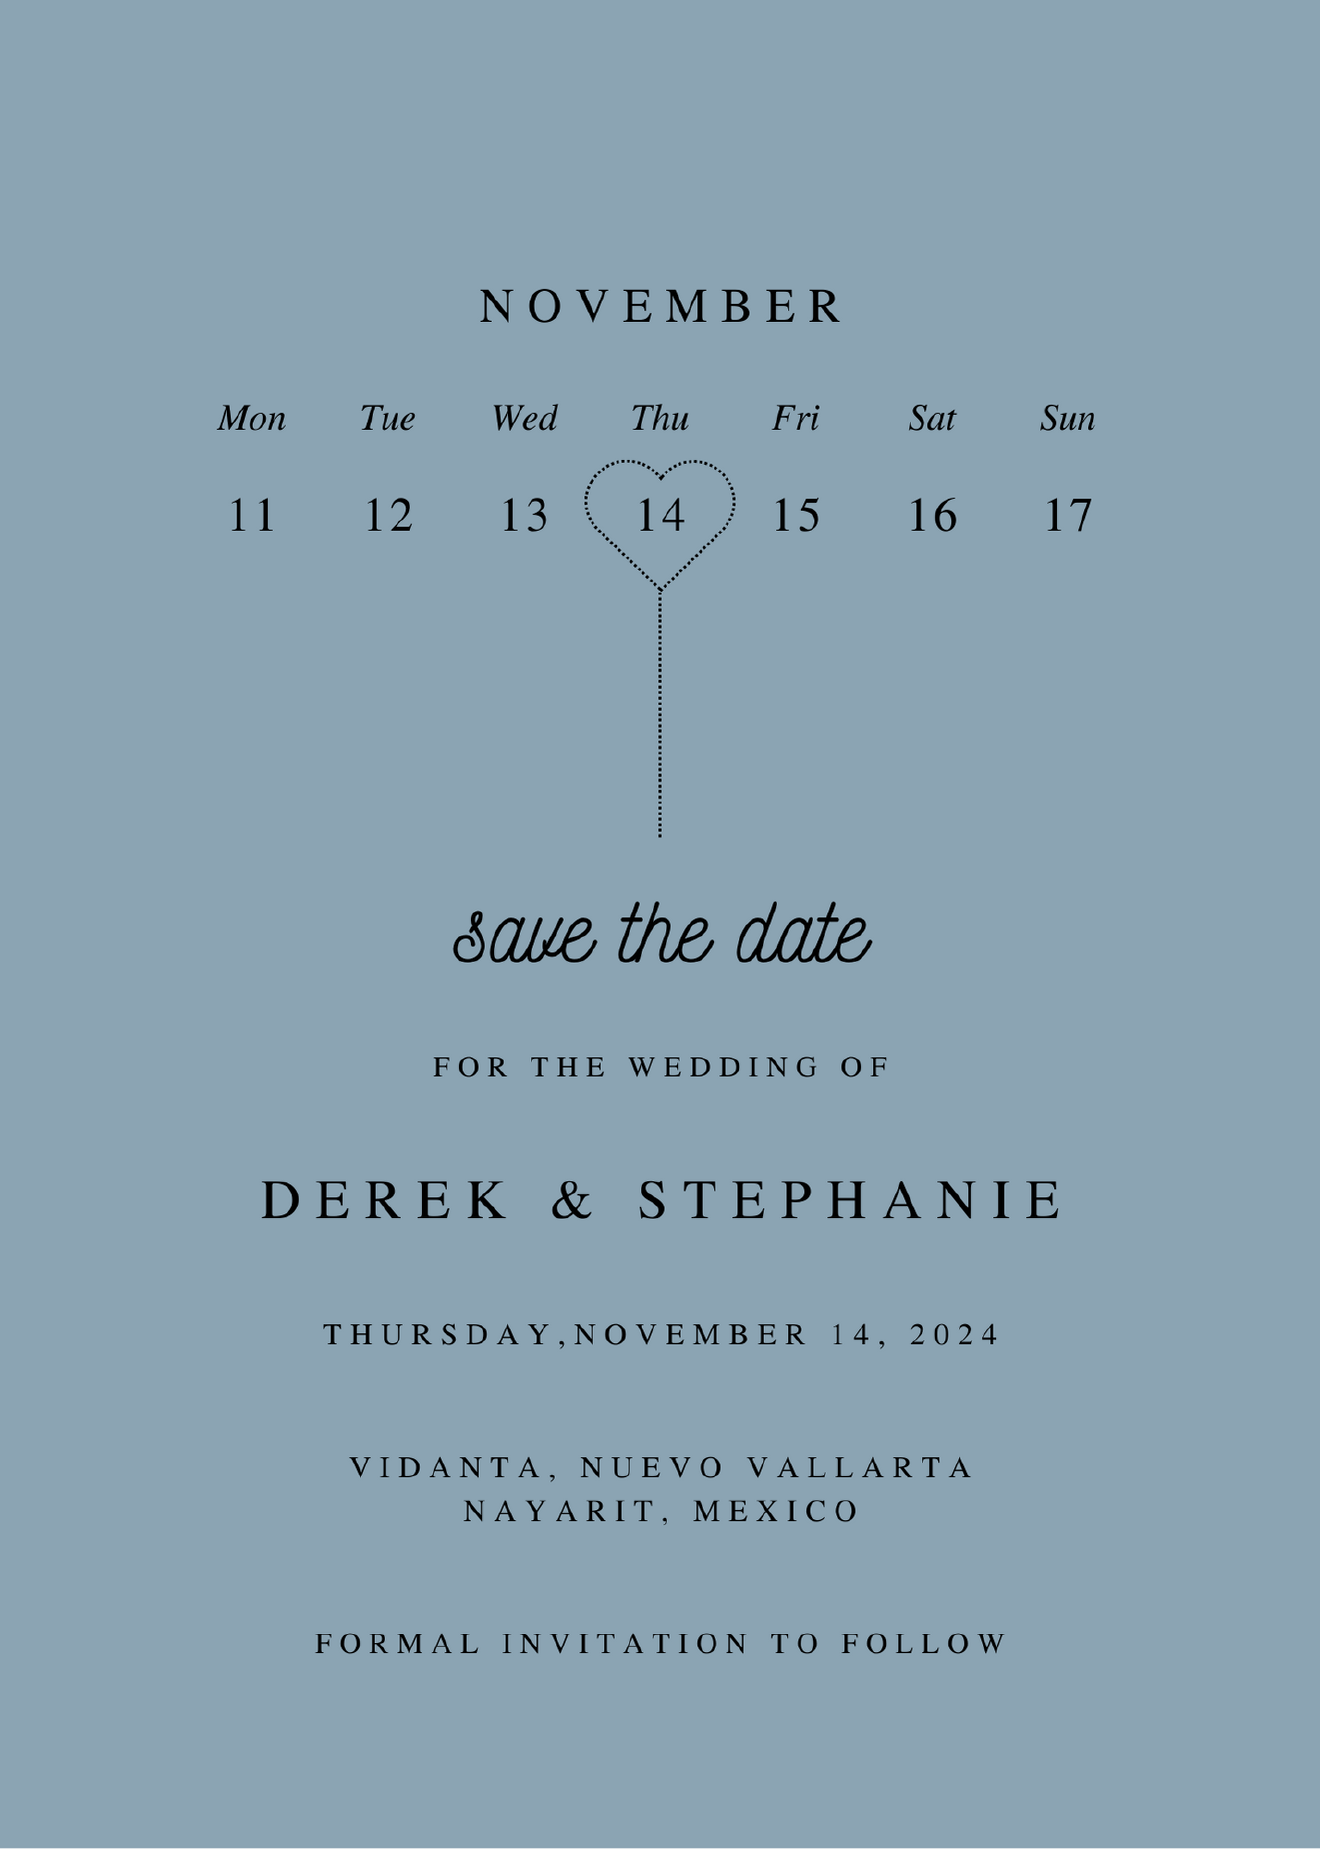 NOVEMBER
Mon Tue Wed Thu Fri Sat Sun
11 12 13 14 15 16 17
save the date
FOR THE WEDDING OF
DEREK & STEPHANIE
THURSDAY,NOVEMBER 14, 2024
VIDANTA, NUEVO VALLARTA
NAYARIT, MEXICO
FORMAL INVITATION TO FOLLOW